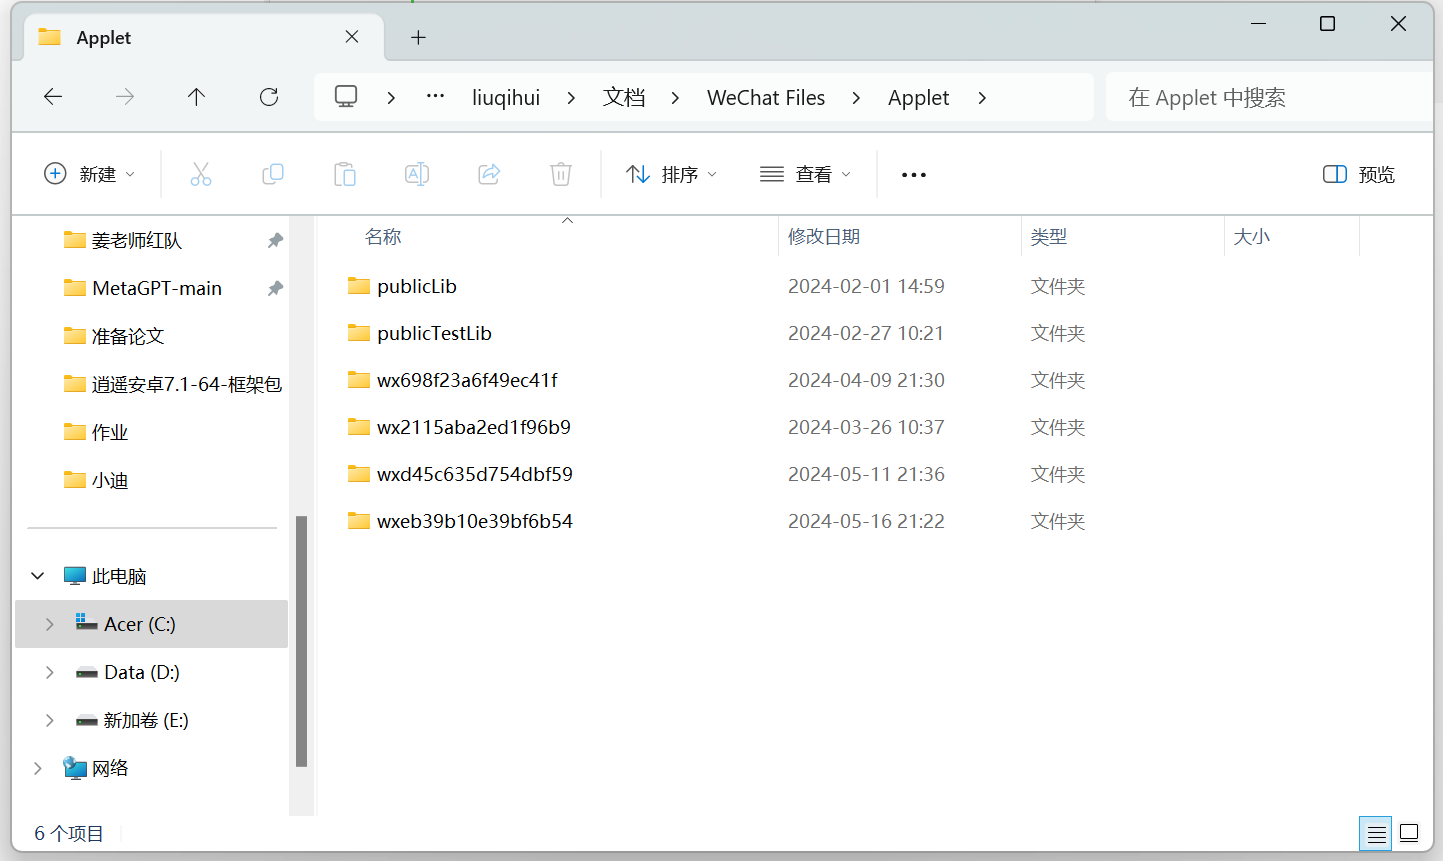 Applet
liuqihui 文档 WeChat Files Applet
在 Applet 中搜索
新建 排序 查看 预览
姜老师红队
MetaGPT-main
准备论文
逍遥安卓7.1-64-框架包
作业
小迪
此电脑
Acer (C:)
Data (D:)
新加卷 (E:)
网络
名称 修改日期 类型 大小
publicLib 2024-02-01 14:59 文件夹
publicTestLib 2024-02-27 10:21 文件夹
wx698f23a6f49ec41f 2024-04-09 21:30 文件夹
wx2115aba2ed1f96b9 2024-03-26 10:37 文件夹
wxd45c635d754dbf59 2024-05-11 21:36 文件夹
wxeb39b10e39bf6b54 2024-05-16 21:22 文件夹
6 个项目